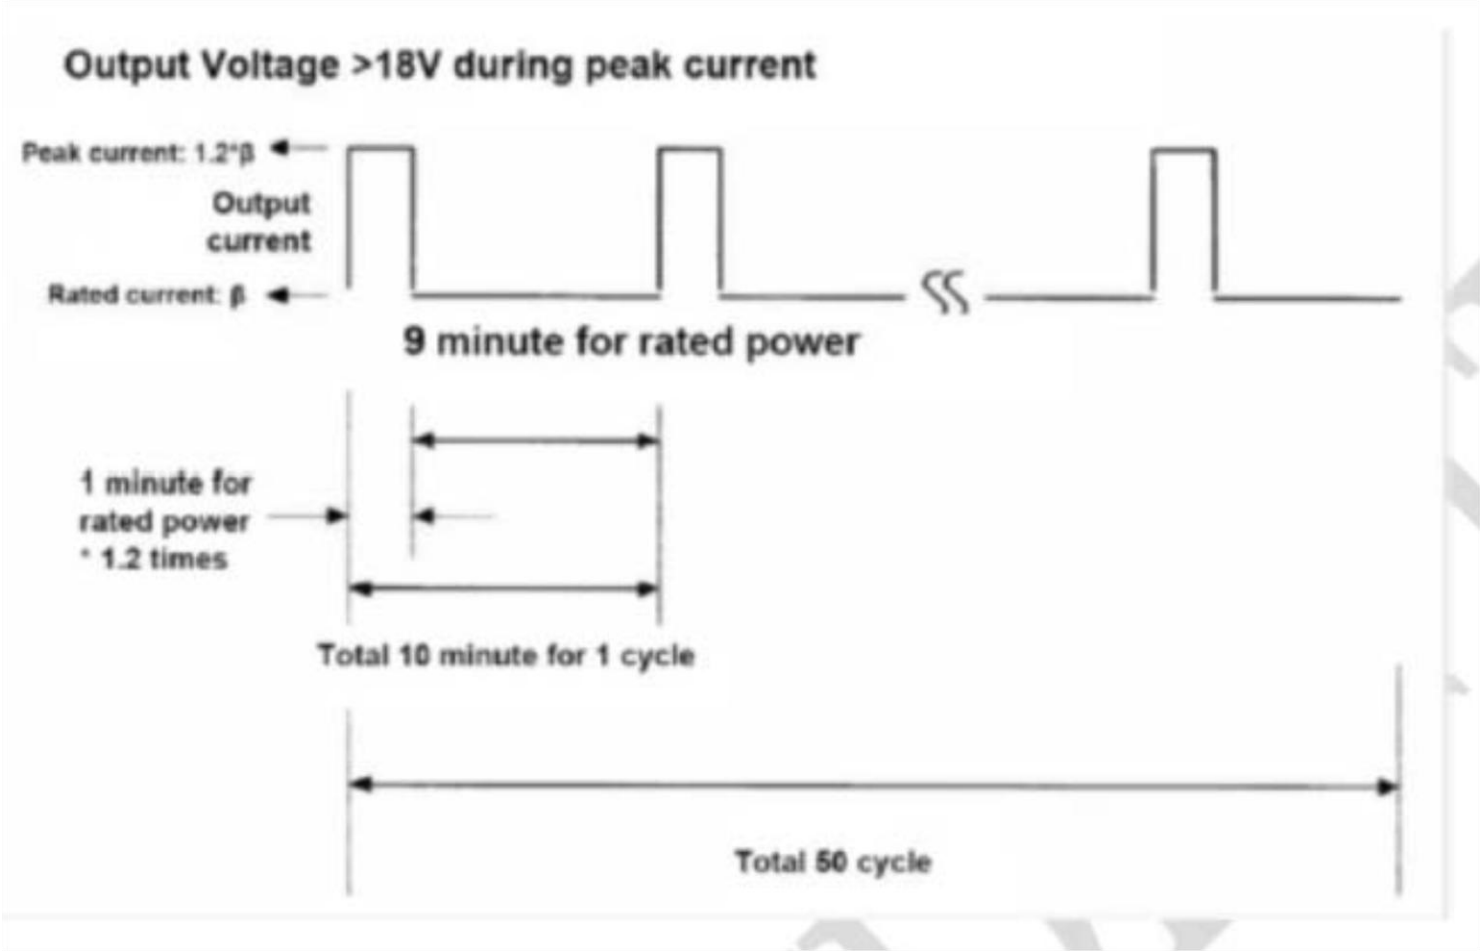 Output Voltage >18V during peak current
Peak current: 1.2*β
Output
current
Rated current: β
9 minute for rated power
1 minute for
rated power
* 1.2 times
Total 10 minute for 1 cycle
Total 50 cycle